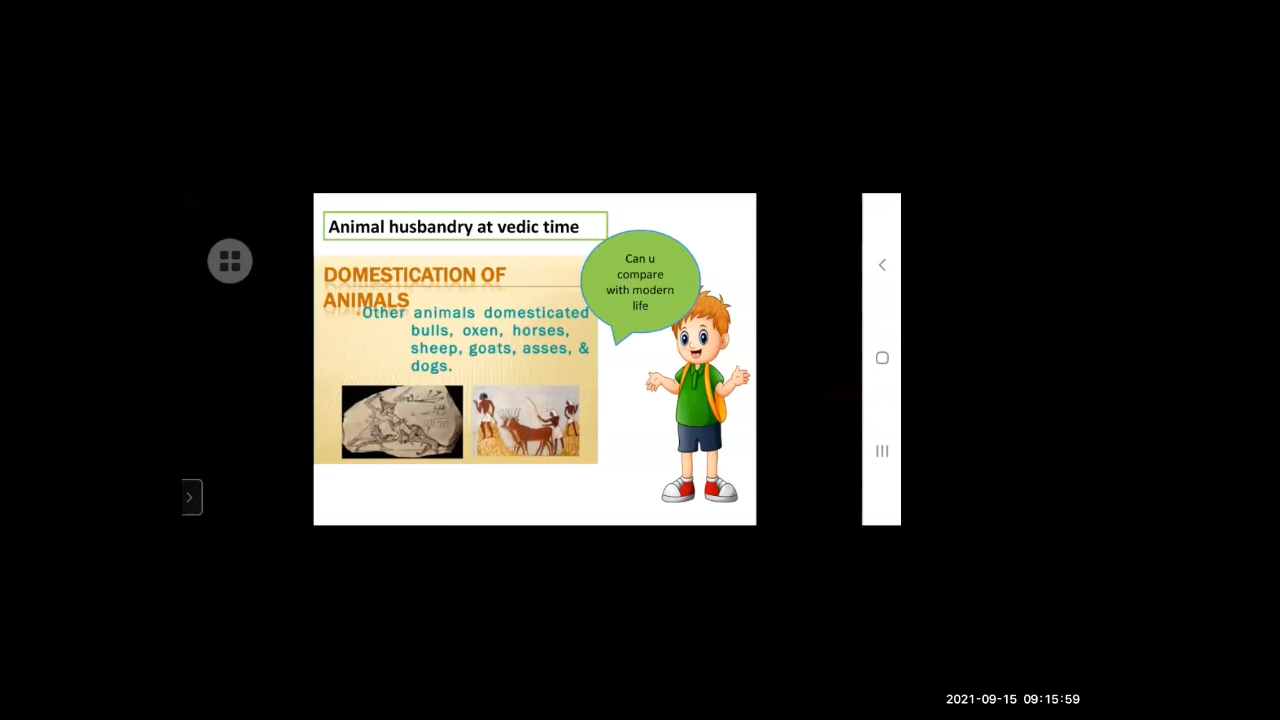 Animal husbandry at vedic time
DOMESTICATION OF
ANIMALS
Other animals domesticated
bulls, oxen, horses,
sheep, goats, asses, &
dogs.
Can u
compare
with modern
life
2021-09-15 09:15:59